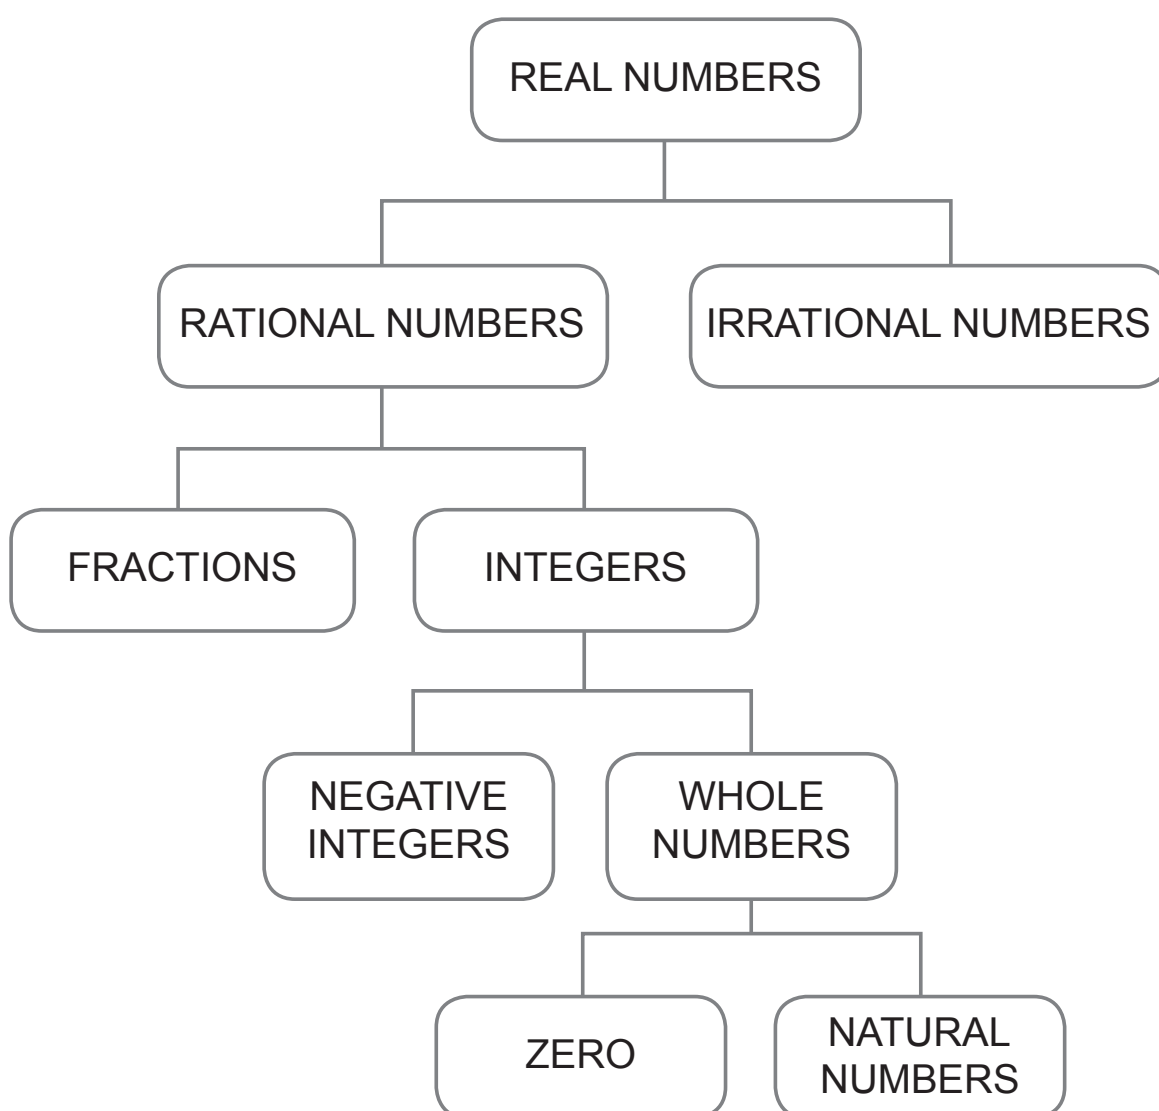 REAL NUMBERS
RATIONAL NUMBERS
IRRATIONAL NUMBERS
FRACTIONS
INTEGERS
NEGATIVE
INTEGERS
WHOLE
NUMBERS
ZERO
NATURAL
NUMBERS